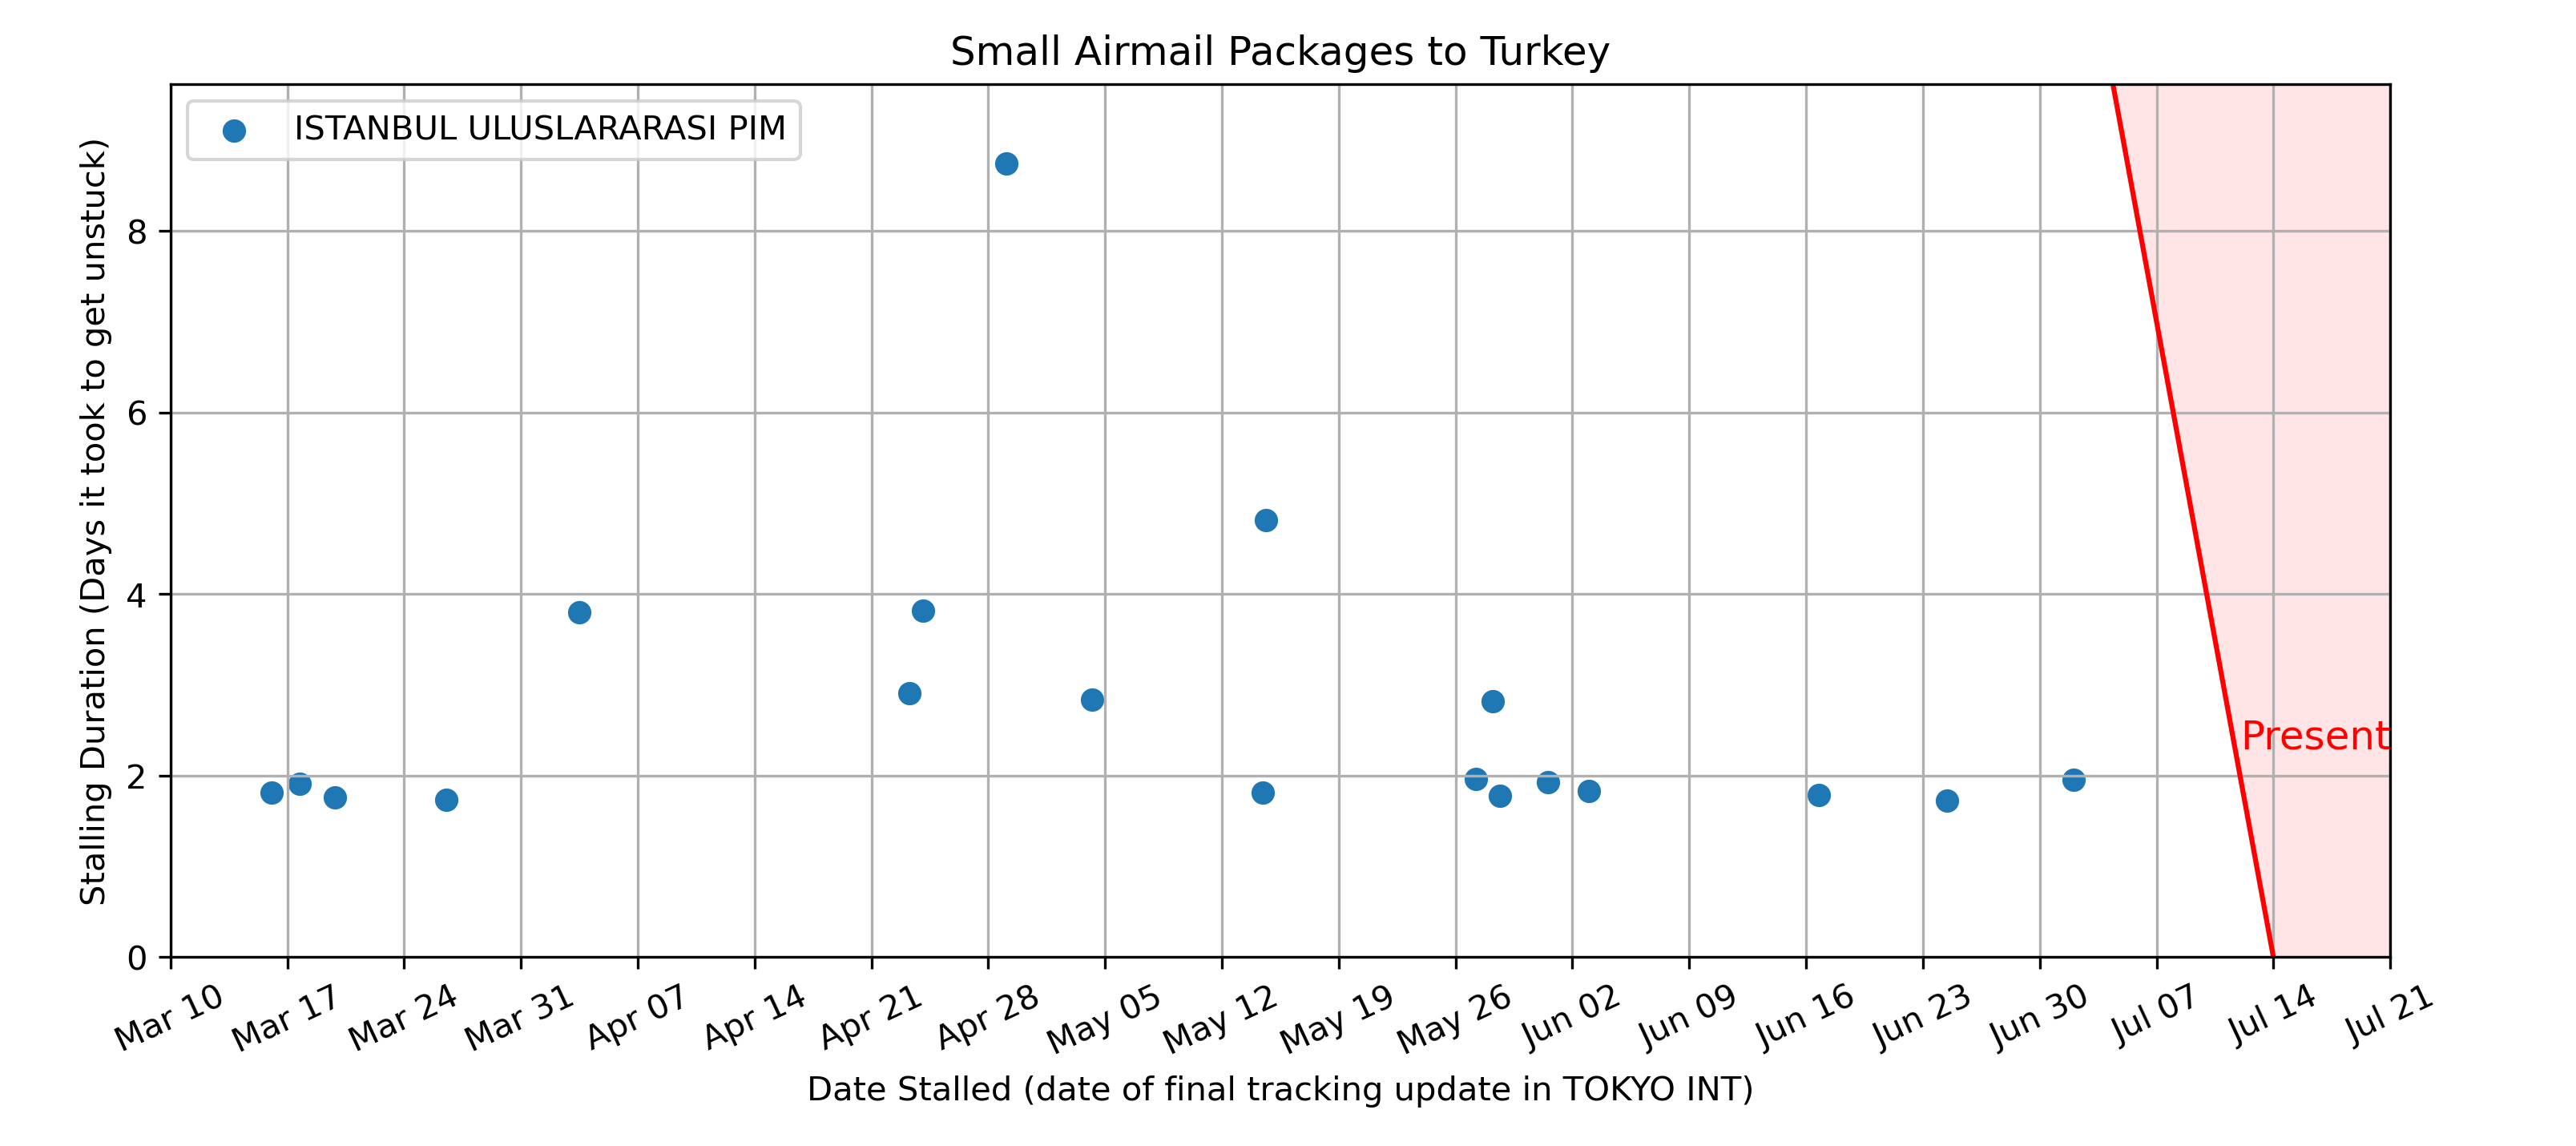 Small Airmail Packages to Turkey
ISTANBUL ULUSLARARASI PIM
Stalling Duration (Days it took to get unstuck)
8
6
4
2
0
Present
Mar 10 Mar 17 Mar 24 Mar 31 Apr 07 Apr 14 Apr 21 Apr 28 May 05 May 12 May 19 May 26 Jun 02 Jun 09 Jun 16 Jun 23 Jun 30 Jul 07 Jul 14 Jul 21
Date Stalled (date of final tracking update in TOKYO INT)